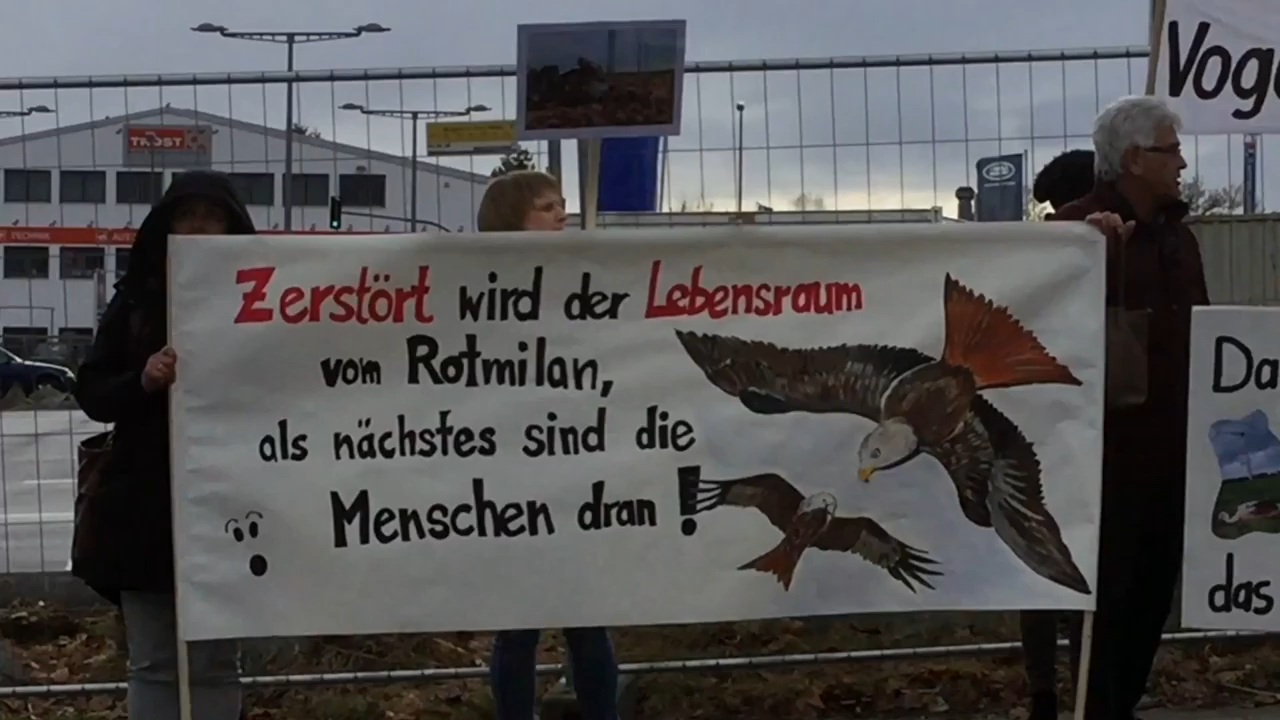 Vog
TROST
Zerstört wird der Lebensraum
vom Rotmilan,
als nächstes sind die
Menschen dran!
Da
das